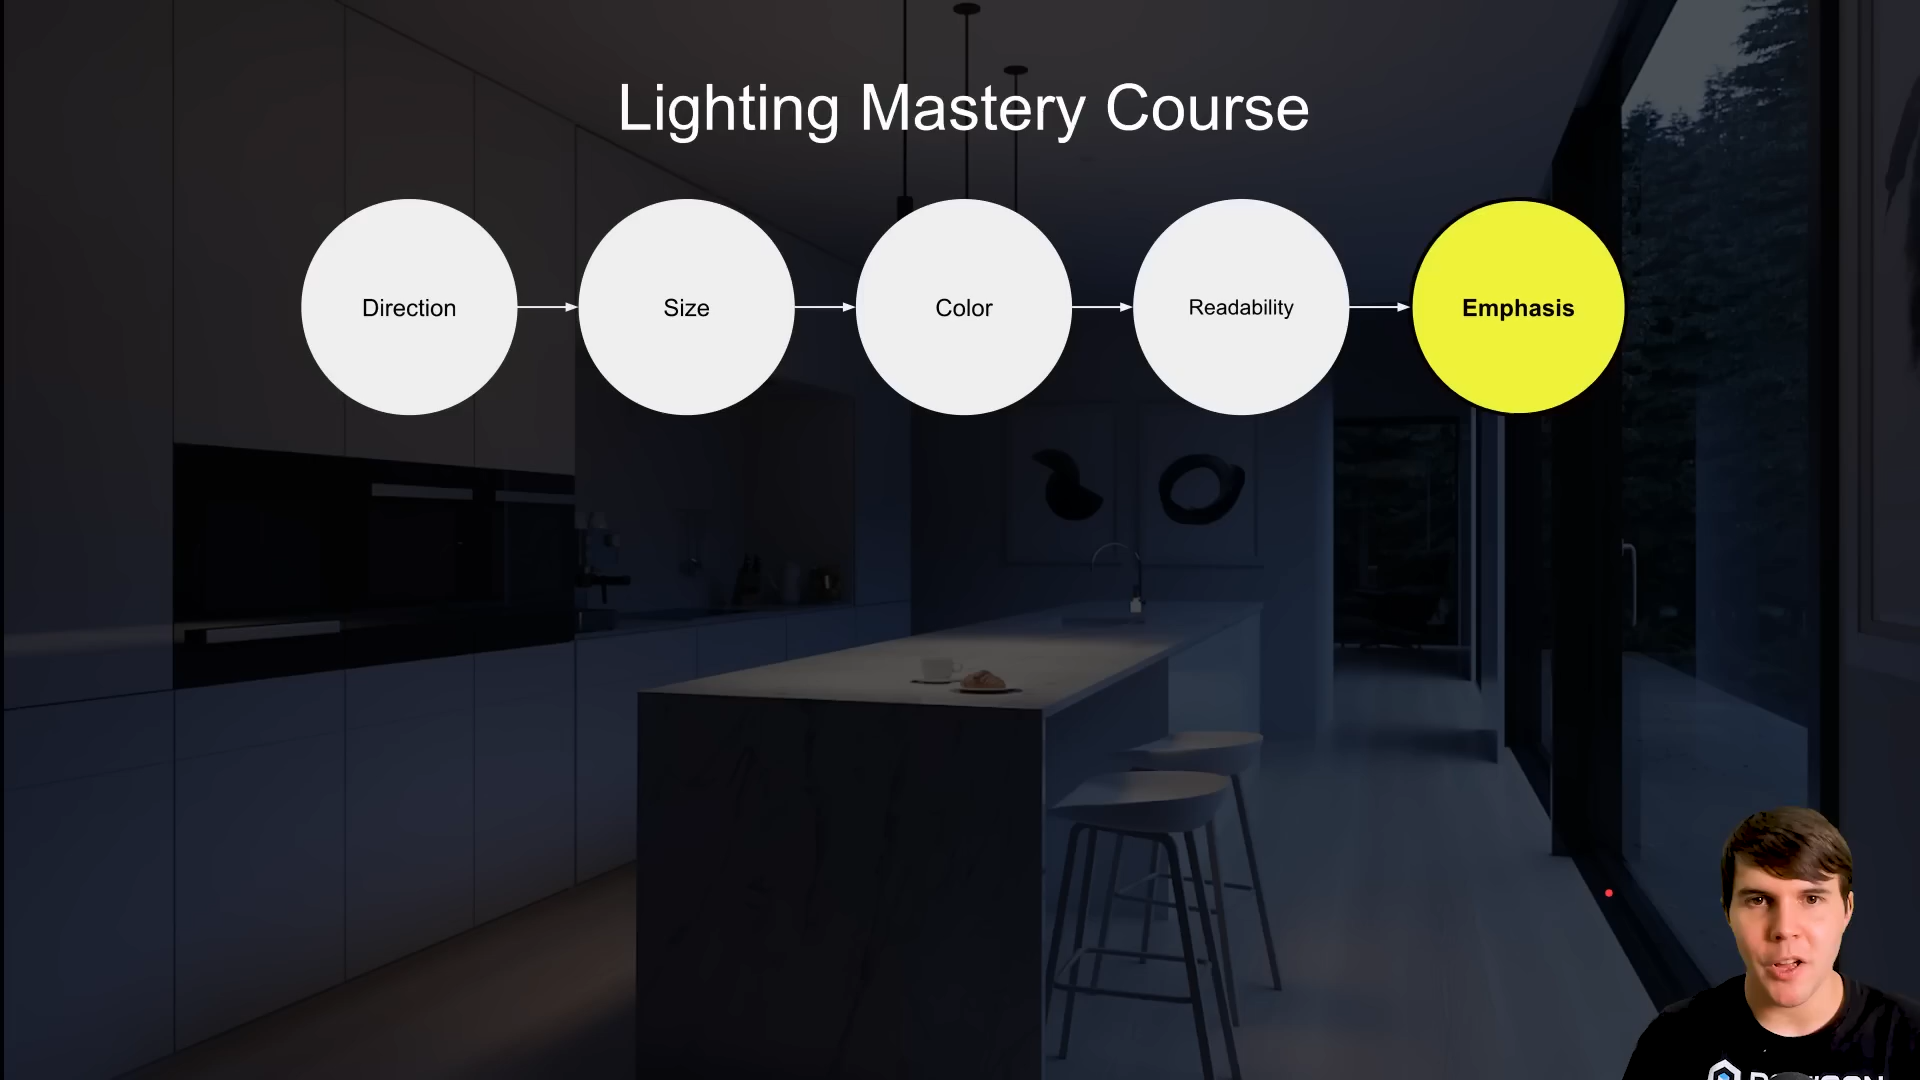 Lighting Mastery Course
Direction
Size
Color
Readability
Emphasis